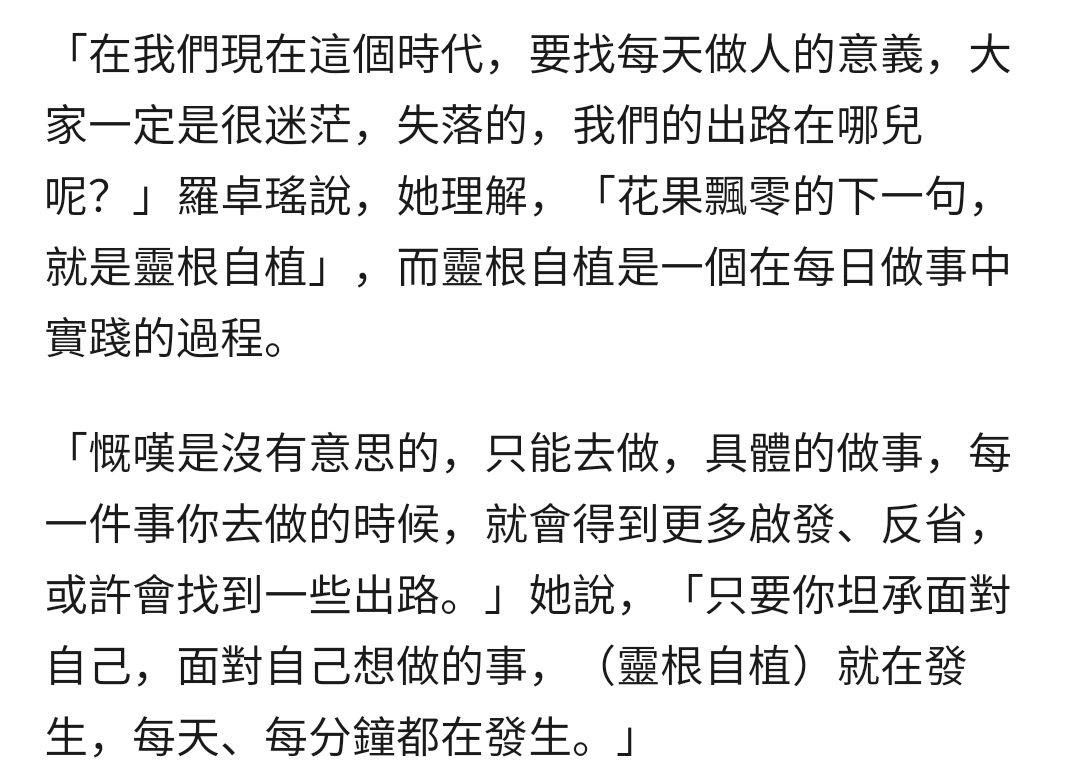 「在我們現在這個時代，要找每天做人的意義，大
家一定是很迷茫，失落的，我們的出路在哪兒
呢？」羅卓瑤說，她理解，「花果飄零的下一句，
就是靈根自植」，而靈根自植是一個在每日做事中
實踐的過程。
「慨嘆是沒有意思的，只能去做，具體的做事，每
一件事你去做的時候，就會得到更多啟發、反省，
或許會找到一些出路。」她說，「只要你坦承面對
自己，面對自己想做的事，（靈根自植）就在發
生，每天、每分鐘都在發生。」